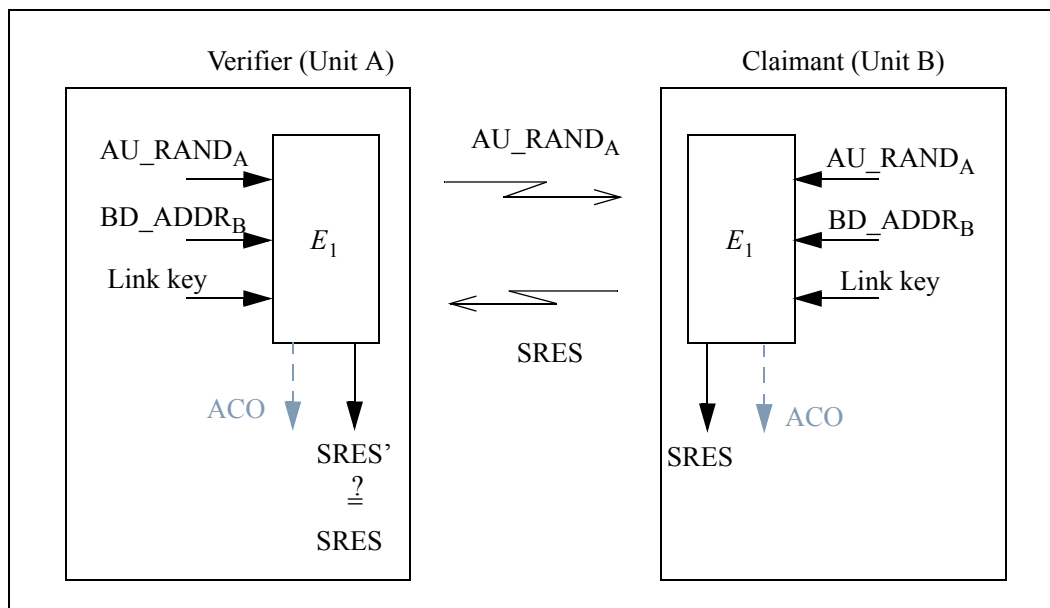 Verifier (Unit A)
Claimant (Unit B)
AU_RANDA
BD_ADDRB
Link key
E1
ACO
SRES’
?
=
SRES
AU_RANDA
SRES
AU_RANDA
BD_ADDRB
Link key
E1
SRES
ACO